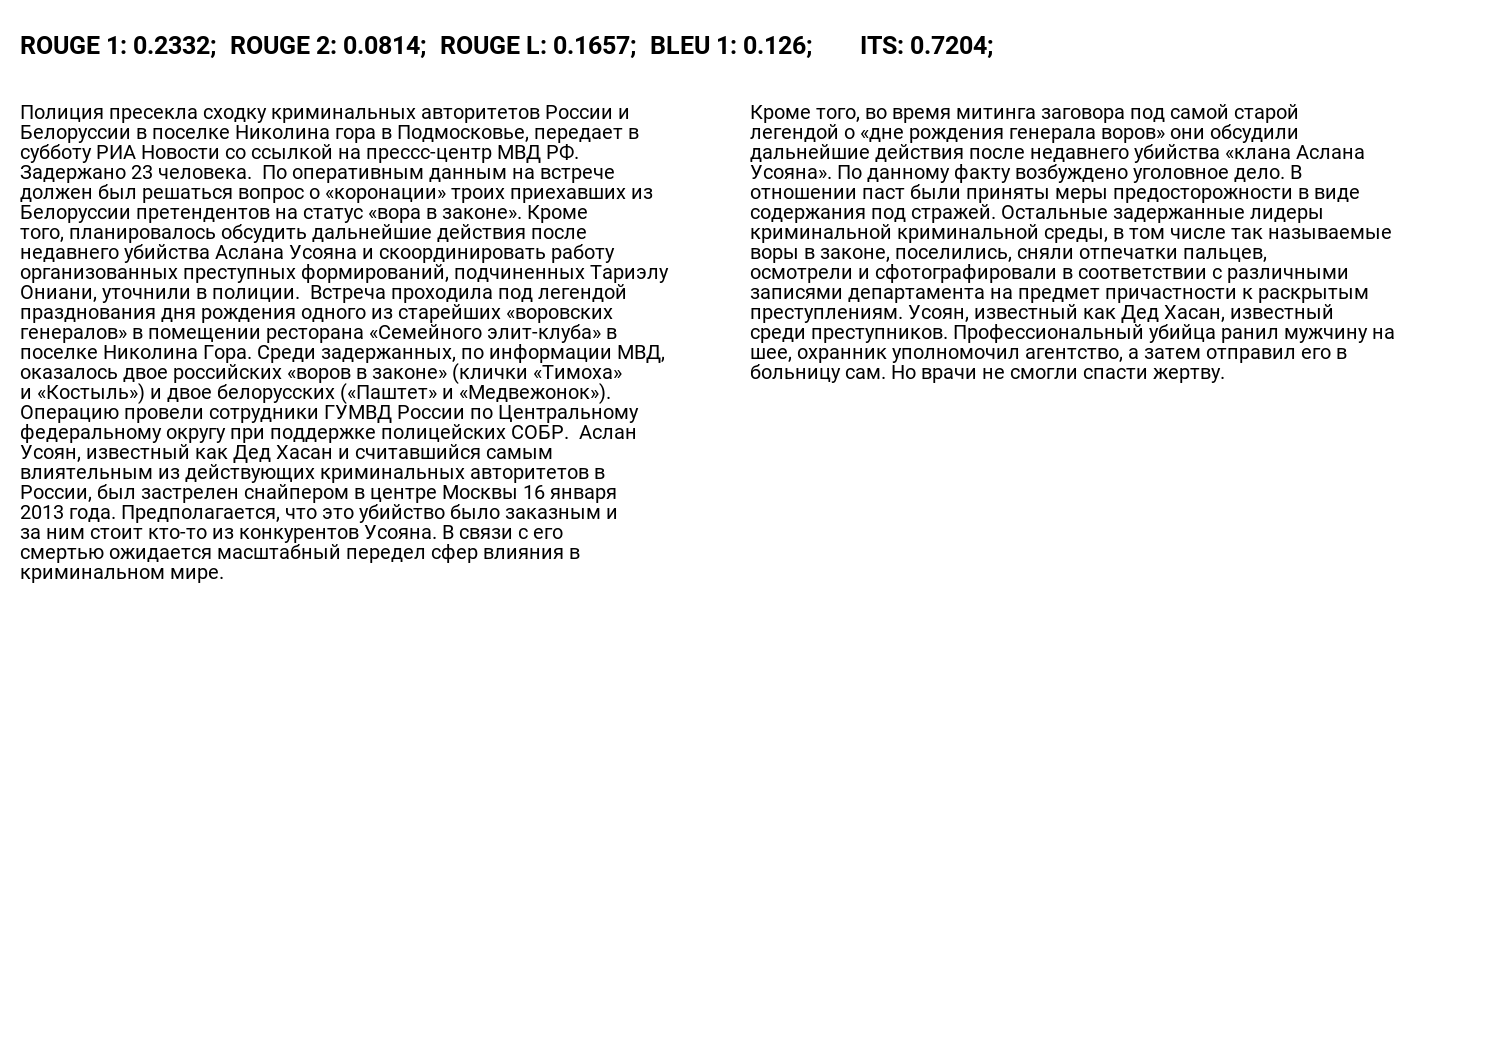 ROUGE 1: 0.2332; ROUGE 2: 0.0814; ROUGE L: 0.1657; BLEU 1: 0.126; ITS: 0.7204;
Полиция пресекла сходку криминальных авторитетов России и
Белоруссии в поселке Николина гора в Подмосковье, передает в
субботу РИА Новости со ссылкой на прессс-центр МВД РФ.
Задержано 23 человека.  По оперативным данным на встрече
должен был решаться вопрос о «коронации» троих приехавших из
Белоруссии претендентов на статус «вора в законе». Кроме
того, планировалось обсудить дальнейшие действия после
недавнего убийства Аслана Усояна и скоординировать работу
организованных преступных формирований, подчиненных Тариэлу
Ониани, уточнили в полиции.  Встреча проходила под легендой
празднования дня рождения одного из старейших «воровских
генералов» в помещении ресторана «Семейного элит-клуба» в
поселке Николина Гора. Среди задержанных, по информации МВД,
оказалось двое российских «воров в законе» (клички «Тимоха»
и «Костыль») и двое белорусских («Паштет» и «Медвежонок»).
Операцию провели сотрудники ГУМВД России по Центральному
федеральному округу при поддержке полицейских СОБР.  Аслан
Усоян, известный как Дед Хасан и считавшийся самым
влиятельным из действующих криминальных авторитетов в
России, был застрелен снайпером в центре Москвы 16 января
2013 года. Предполагается, что это убийство было заказным и
за ним стоит кто-то из конкурентов Усояна. В связи с его
смертью ожидается масштабный передел сфер влияния в
криминальном мире.
Кроме того, во время митинга заговора под самой старой
легендой о «дне рождения генерала воров» они обсудили
дальнейшие действия после недавнего убийства «клана Аслана
Усояна». По данному факту возбуждено уголовное дело. В
отношении паст были приняты меры предосторожности в виде
содержания под стражей. Остальные задержанные лидеры
криминальной криминальной среды, в том числе так называемые
воры в законе, поселились, сняли отпечатки пальцев,
осмотрели и сфотографировали в соответствии с различными
записями департамента на предмет причастности к раскрытым
преступлениям. Усоян, известный как Дед Хасан, известный
среди преступников. Профессиональный убийца ранил мужчину на
шее, охранник уполномочил агентство, а затем отправил его в
больницу сам. Но врачи не смогли спасти жертву.